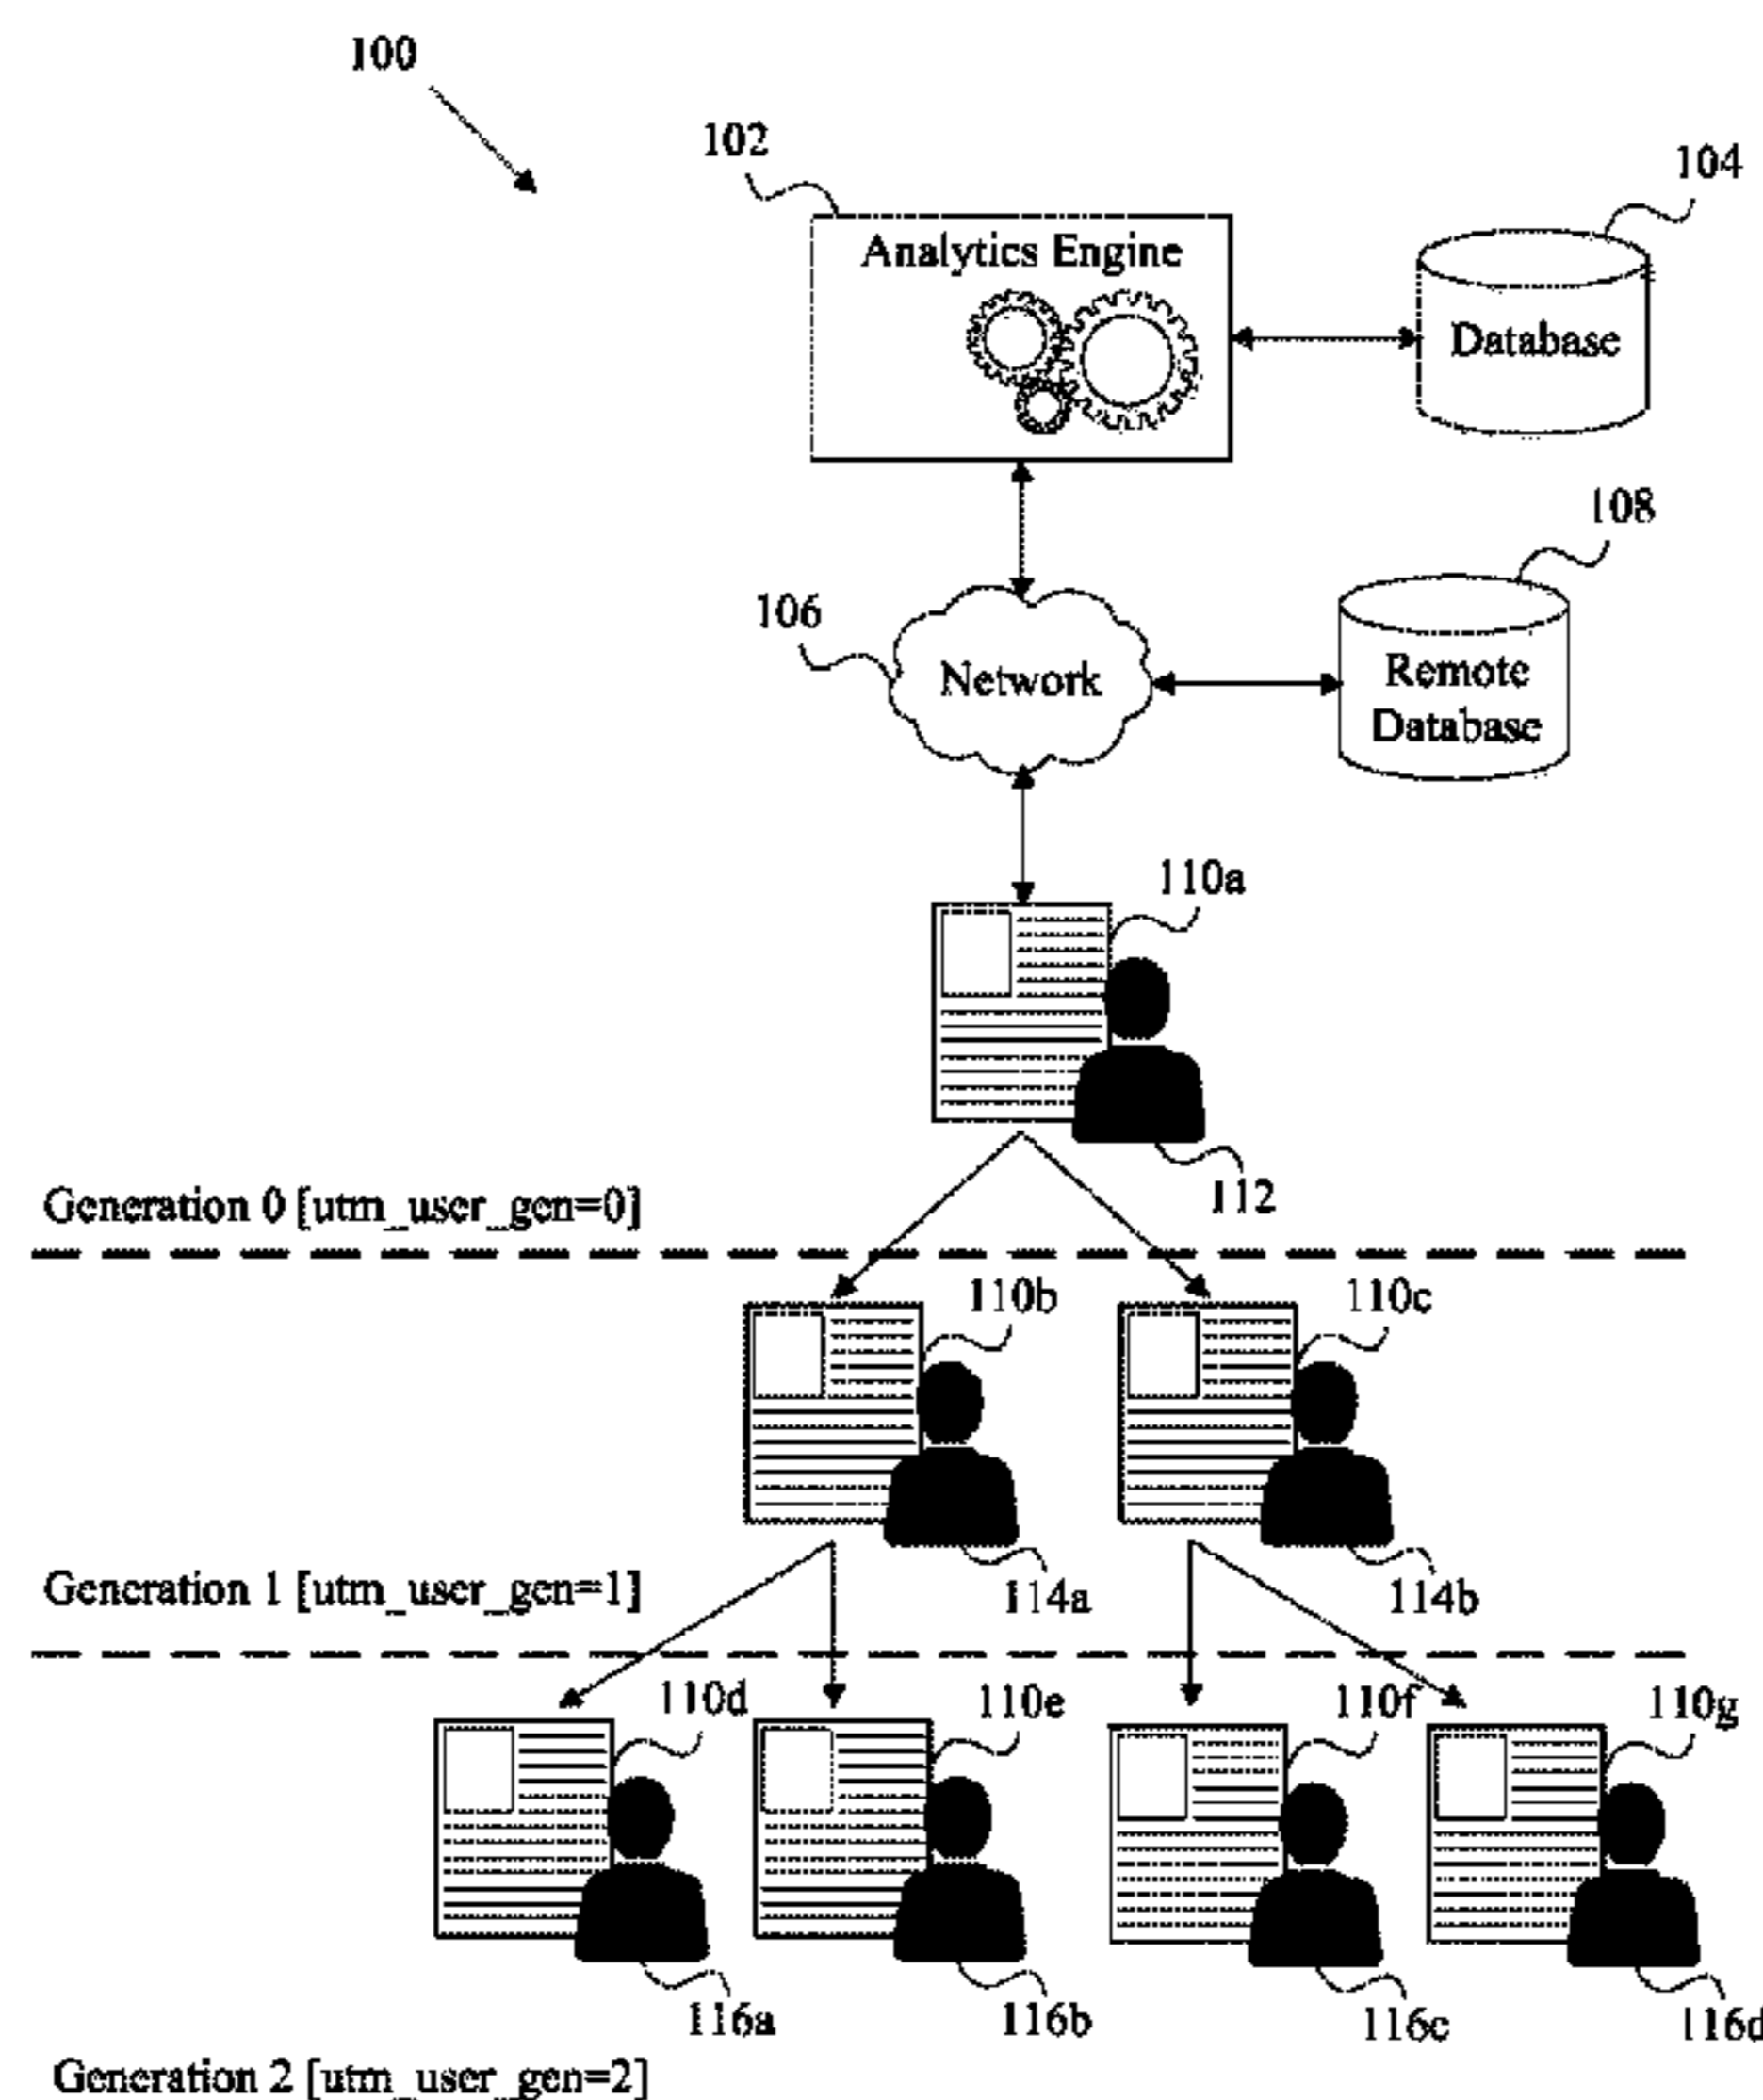 100
102
104
Analytics Engine
Database
108
106
Network
Remote
Database
110a
112
Generation 0 [utm_user_gen=0]
110b
110c
Generation 1 [utm_user_gen=1]
114a
114b
110d
110e
110f
110g
116a
116b
116c
116d
Generation 2 [utm_user_gen=2]